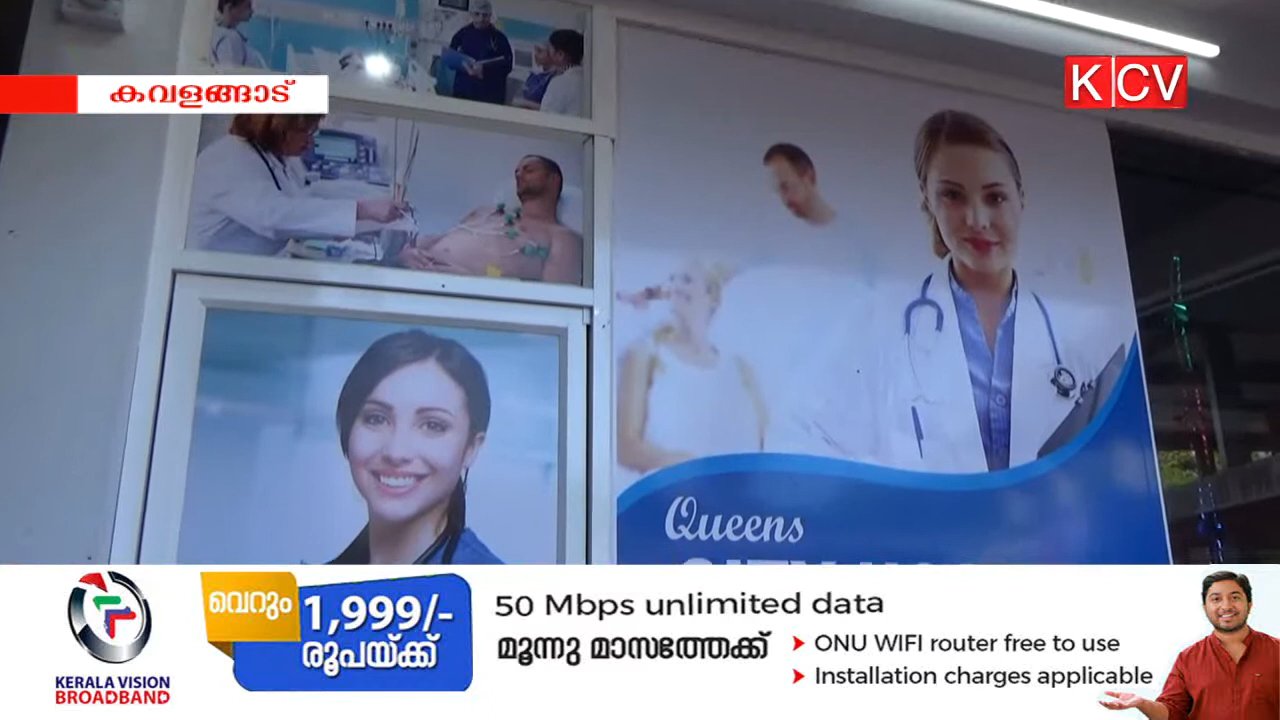 കവളങ്ങാട്
KCV
Queens
KERALA VISION
BROADBAND
വെറും
1,999/-
രൂപയ്ക്ക്
50 Mbps unlimited data
മൂന്നു മാസത്തേക്ക്
ONU WIFI router free to use
Installation charges applicable